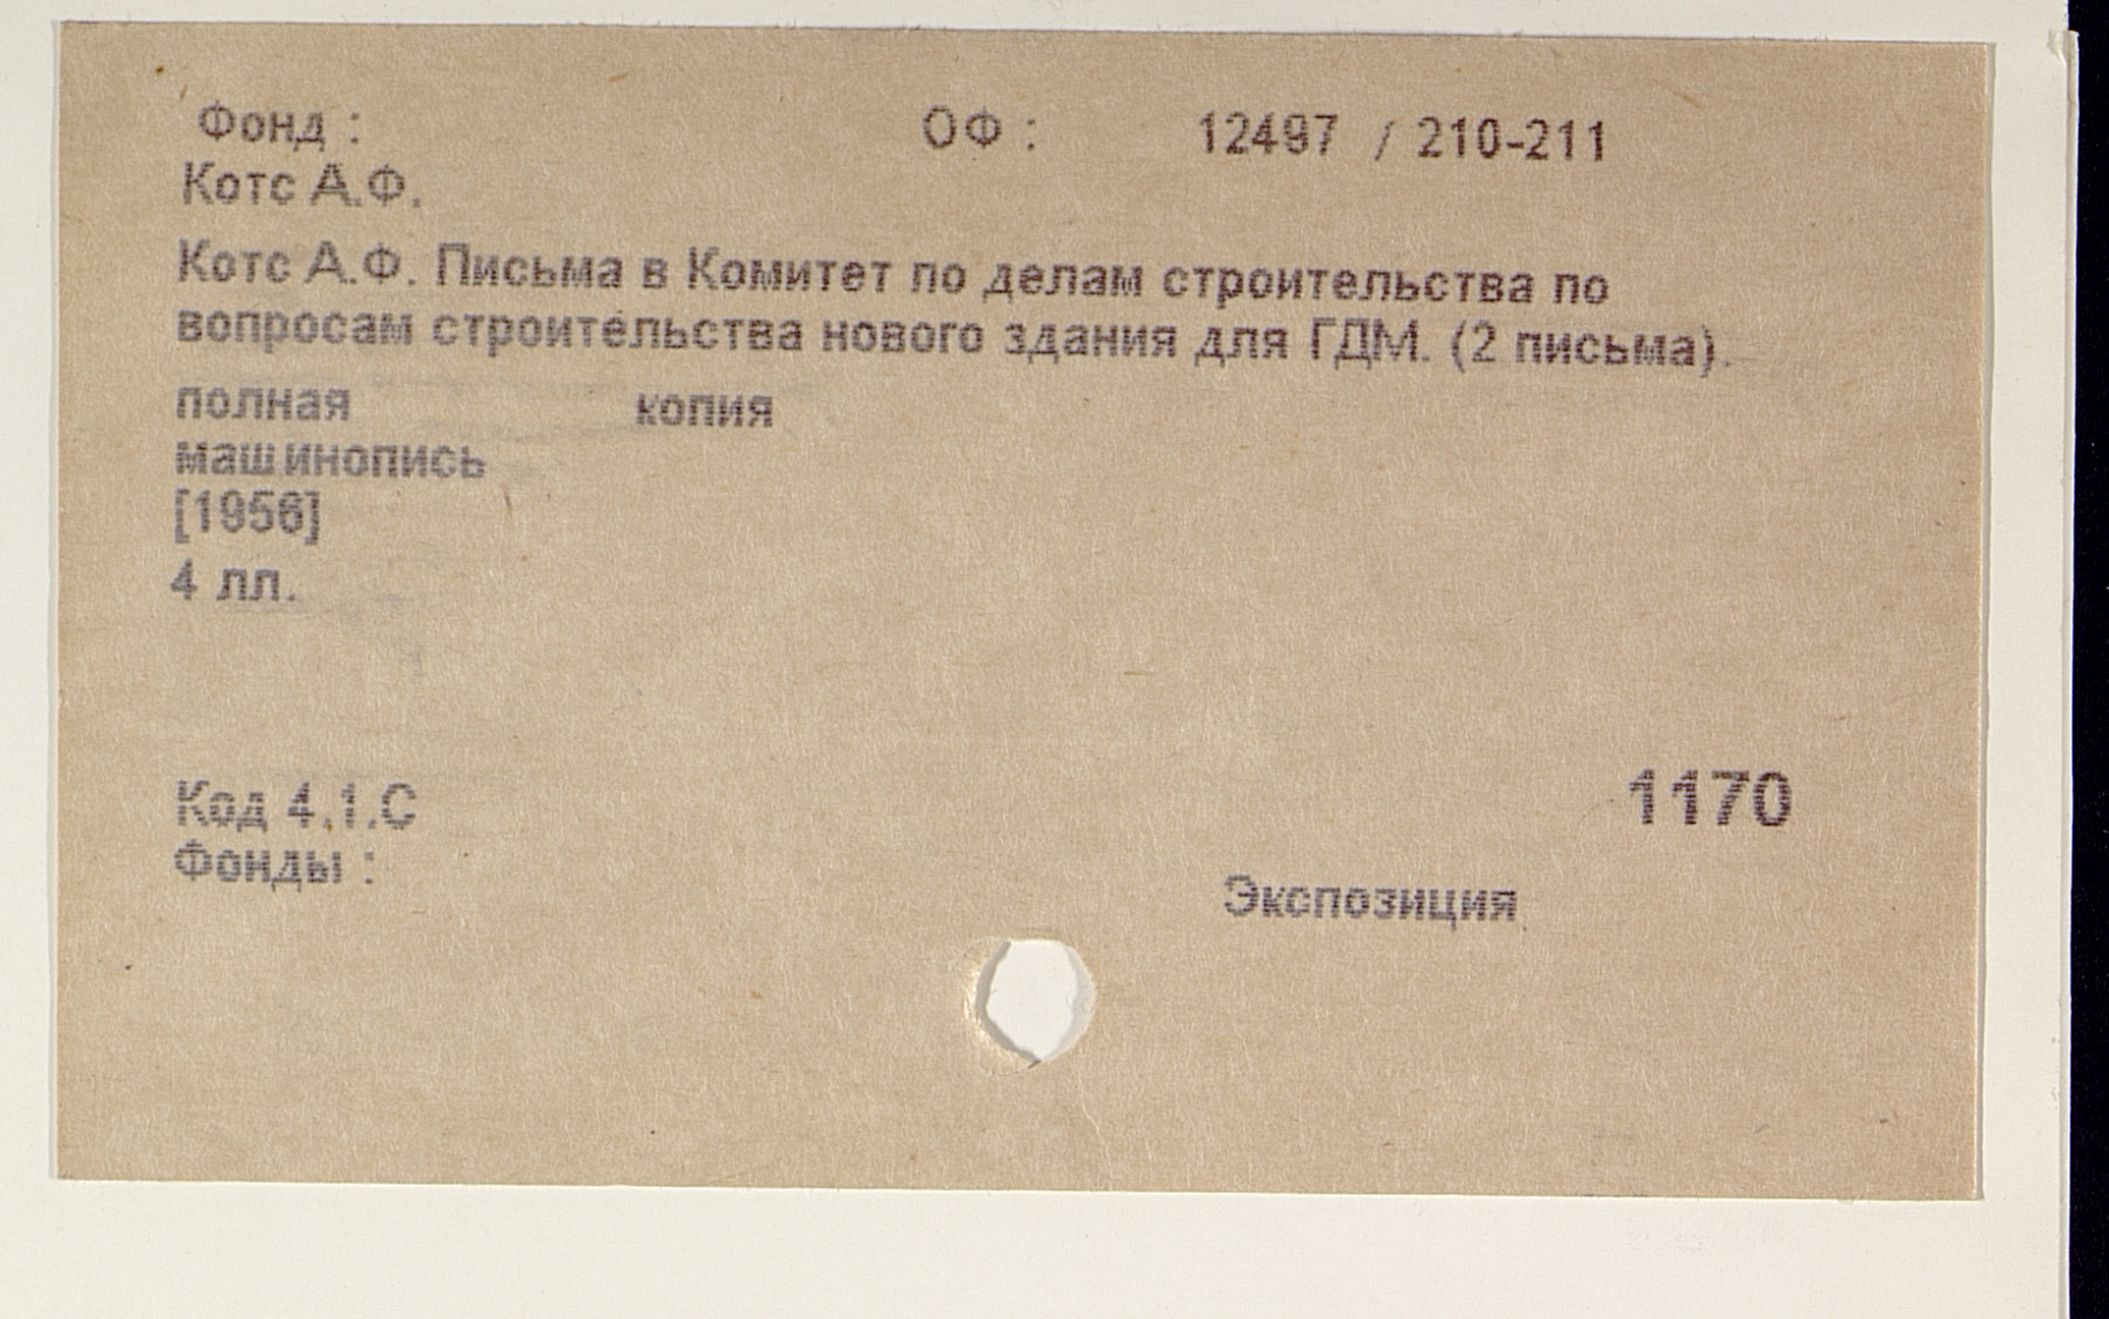 Фонд : ОФ : 12497 / 210-211
Котс А.Ф.
Котс А.Ф. Письма в Комитет по делам строительства по
вопросам строительства нового здания для ГДМ. (2 письма).
полная копия
машинопись
[1956]
4 лл.
Код 4.1.С 1170
Фонды :
Экспозиция